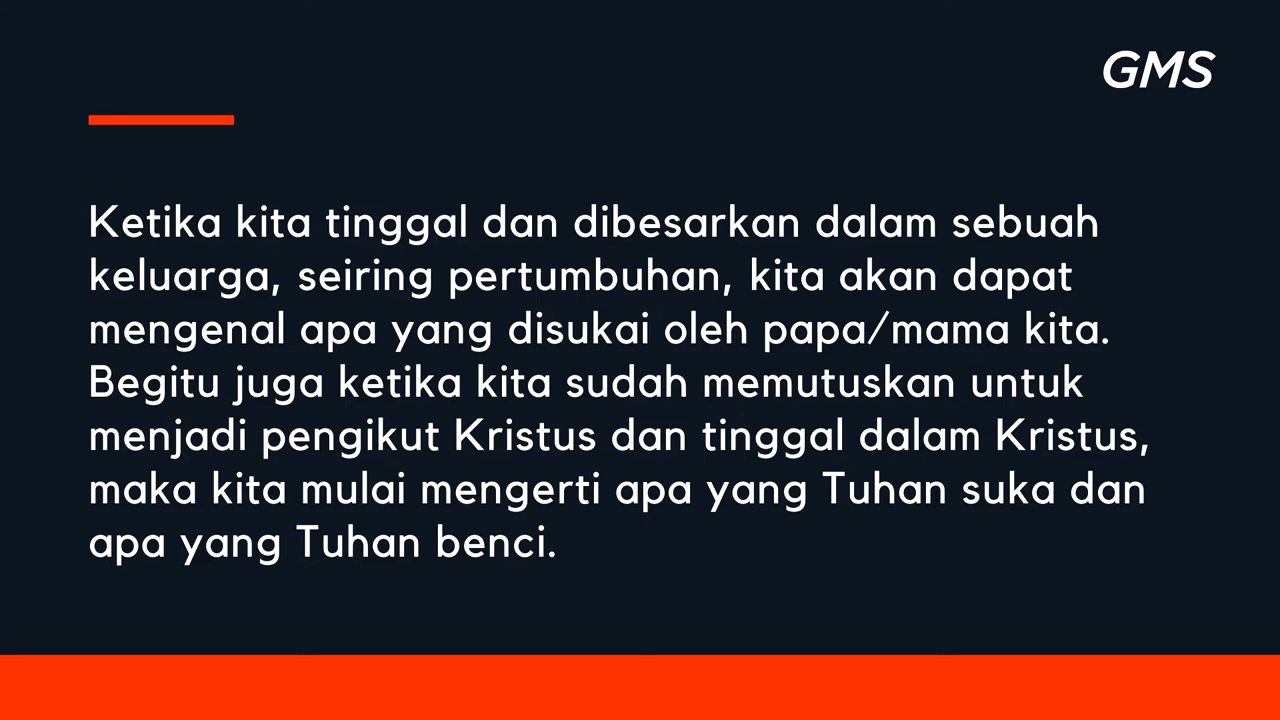 GMS
Ketika kita tinggal dan dibesarkan dalam sebuah
keluarga, seiring pertumbuhan, kita akan dapat
mengenal apa yang disukai oleh papa/mama kita.
Begitu juga ketika kita sudah memutuskan untuk
menjadi pengikut Kristus dan tinggal dalam Kristus,
maka kita mulai mengerti apa yang Tuhan suka dan
apa yang Tuhan benci.